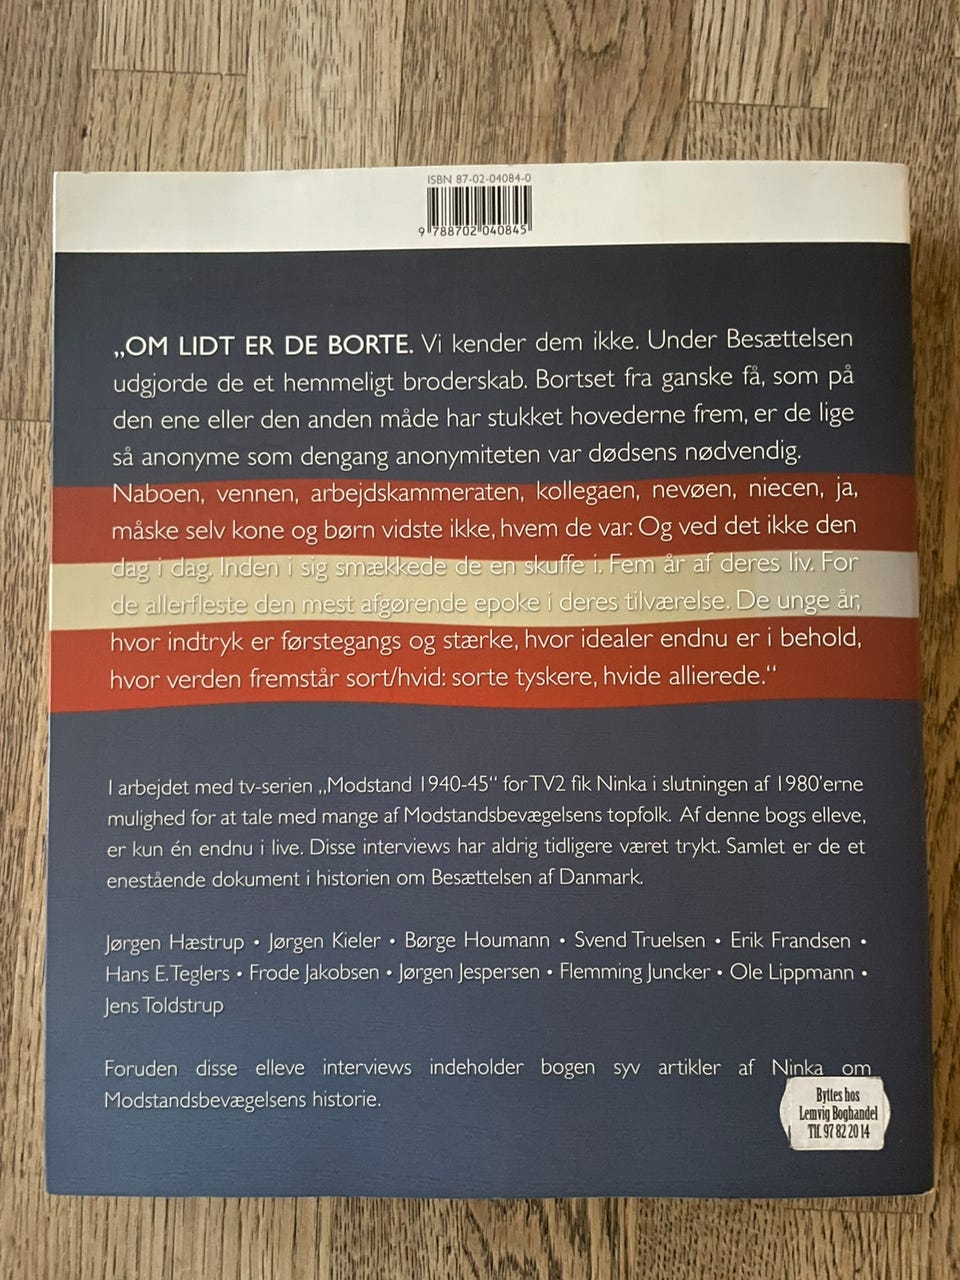 ISBN 87-02-04084-0
9 788702 040845
„OM LIDT ER DE BORTE. Vi kender dem ikke. Under Besættelsen
udgjorde de et hemmeligt broderskab. Bortset fra ganske få, som på
den ene eller den anden måde har stukket hovederne frem, er de lige
så anonyme som dengang anonymiteten var dødsens nødvendig.
Naboen, vennen, arbejdskammeraten, kollegaen, nevøen, niecen, ja,
måske selv kone og børn vidste ikke, hvem de var. Og ved det ikke den
dag i dag. Inden i sig smækkede de en skuffe i. Fem år af deres liv. For
de allerfleste den mest afgørende epoke i deres tilværelse. De unge år,
hvor indtryk er førstegangs og stærke, hvor idealer endnu er i behold,
hvor verden fremstår sort/hvid: sorte tyskere, hvide allierede.“
I arbejdet med tv-serien „Modstand 1940-45“ for TV2 fik Ninka i slutningen af 1980'erne
mulighed for at tale med mange af Modstandsbevægelsens topfolk. Af denne bogs elleve,
er kun én endnu i live. Disse interviews har aldrig tidligere været trykt. Samlet er de et
enestående dokument i historien om Besættelsen af Danmark.
Jørgen Hæstrup • Jørgen Kieler • Børge Houmann • Svend Truelsen • Erik Frandsen •
Hans E. Teglers • Frode Jakobsen • Jørgen Jespersen • Flemming Juncker • Ole Lippmann •
Jens Toldstrup
Foruden disse elleve interviews indeholder bogen syv artikler af Ninka om
Modstandsbevægelsens historie.
Byttes hos
Lemvig Boghandel
Tlf. 97 82 20 14